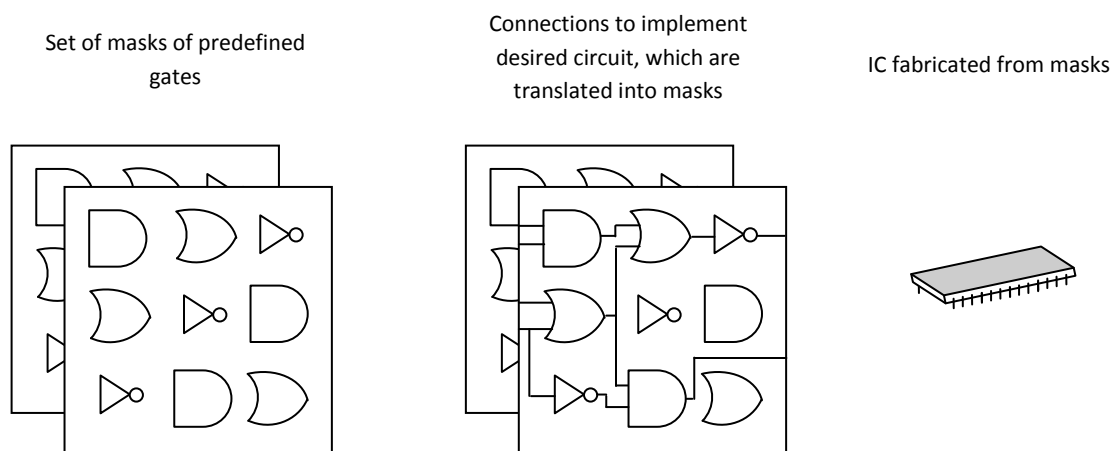 Set of masks of predefined
gates
Connections to implement
desired circuit, which are
translated into masks
IC fabricated from masks